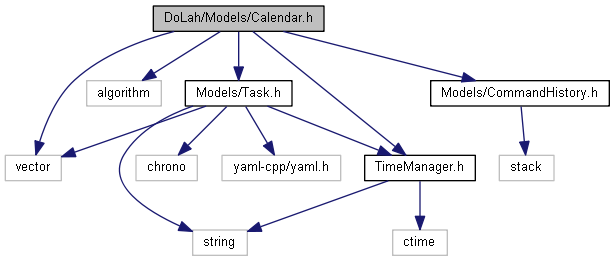 DoLah/Models/Calendar.h
algorithm
Models/Task.h
Models/CommandHistory.h
vector
chrono
yaml-cpp/yaml.h
TimeManager.h
stack
string
ctime